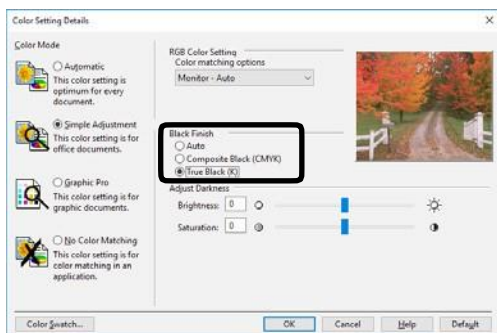 Color Setting Details
Color Mode
Automatic
This color setting is
optimum for every
document.
Simple Adjustment
This color setting is for
office documents.
Graphic Pro
This color setting is for
graphic documents.
No Color Matching
This color setting is for
color matching in an
application.
RGB Color Setting
Color matching options
Monitor - Auto
Black Finish
Auto
Composite Black (CMYK)
True Black (K)
Adjust Darkness
Brightness: 0
Saturation: 0
Color Swatch...
OK
Cancel
Help
Default